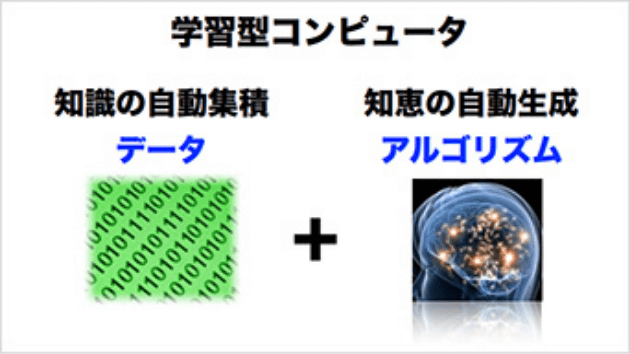 学習型コンピュータ
知識の自動集積
知恵の自動生成
データ
アルゴリズム
+